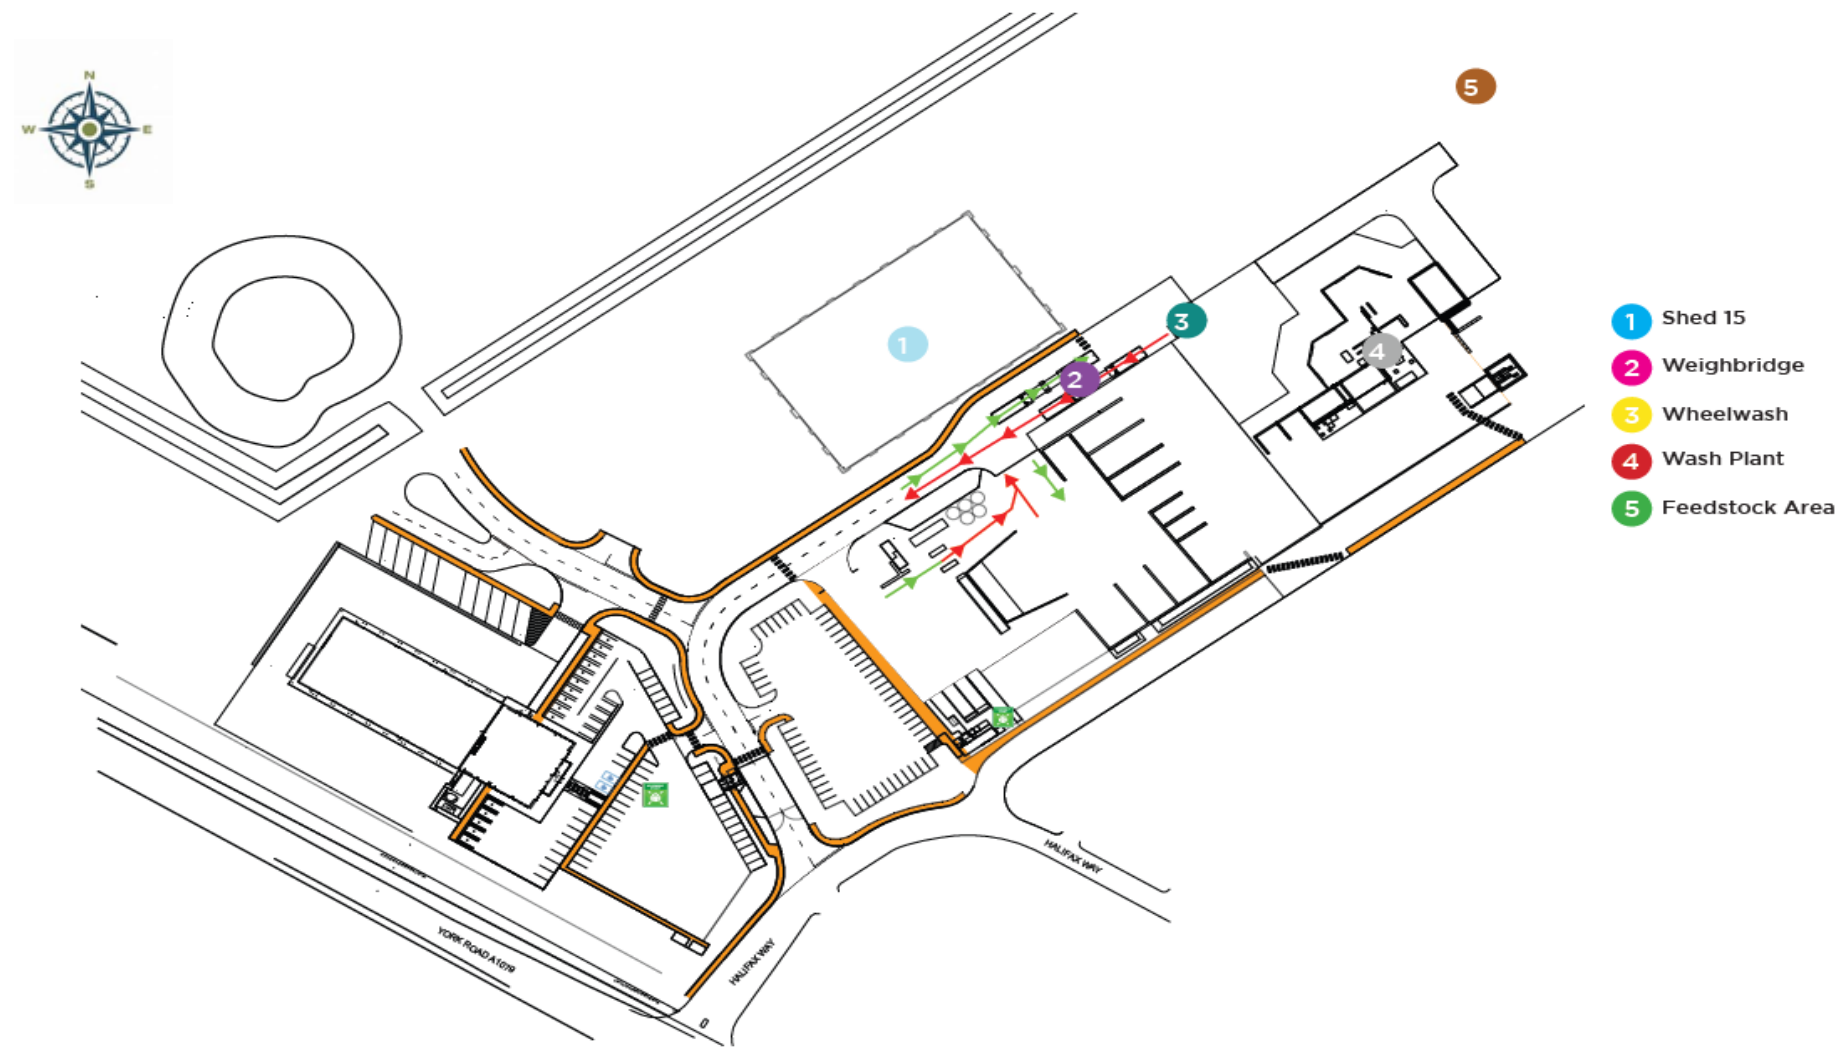 N
W E
S
5
3
1
2
4
1 Shed 15
2 Weighbridge
3 Wheelwash
4 Wash Plant
5 Feedstock Area
HALIFAX WAY
YORK ROAD A1079
HALIFAX WAY